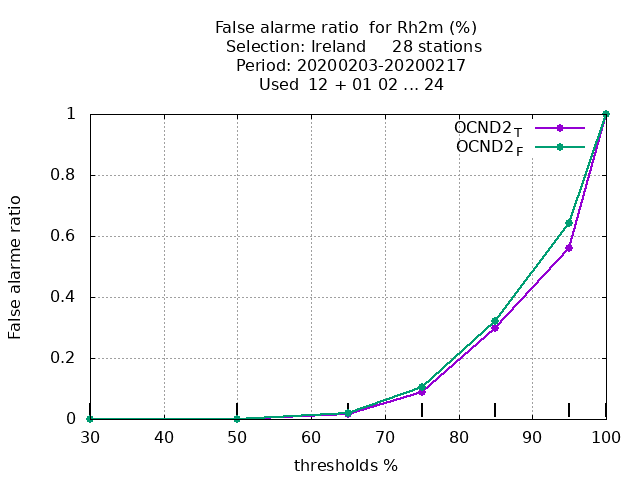 False alarme ratio  for Rh2m (%)
Selection: Ireland     28 stations
Period: 20200203-20200217
Used  12 + 01 02 ... 24
1
0.8
0.6
0.4
0.2
0
False alarme ratio
OCND2T
OCND2F
30 40 50 60 70 80 90 100
thresholds %